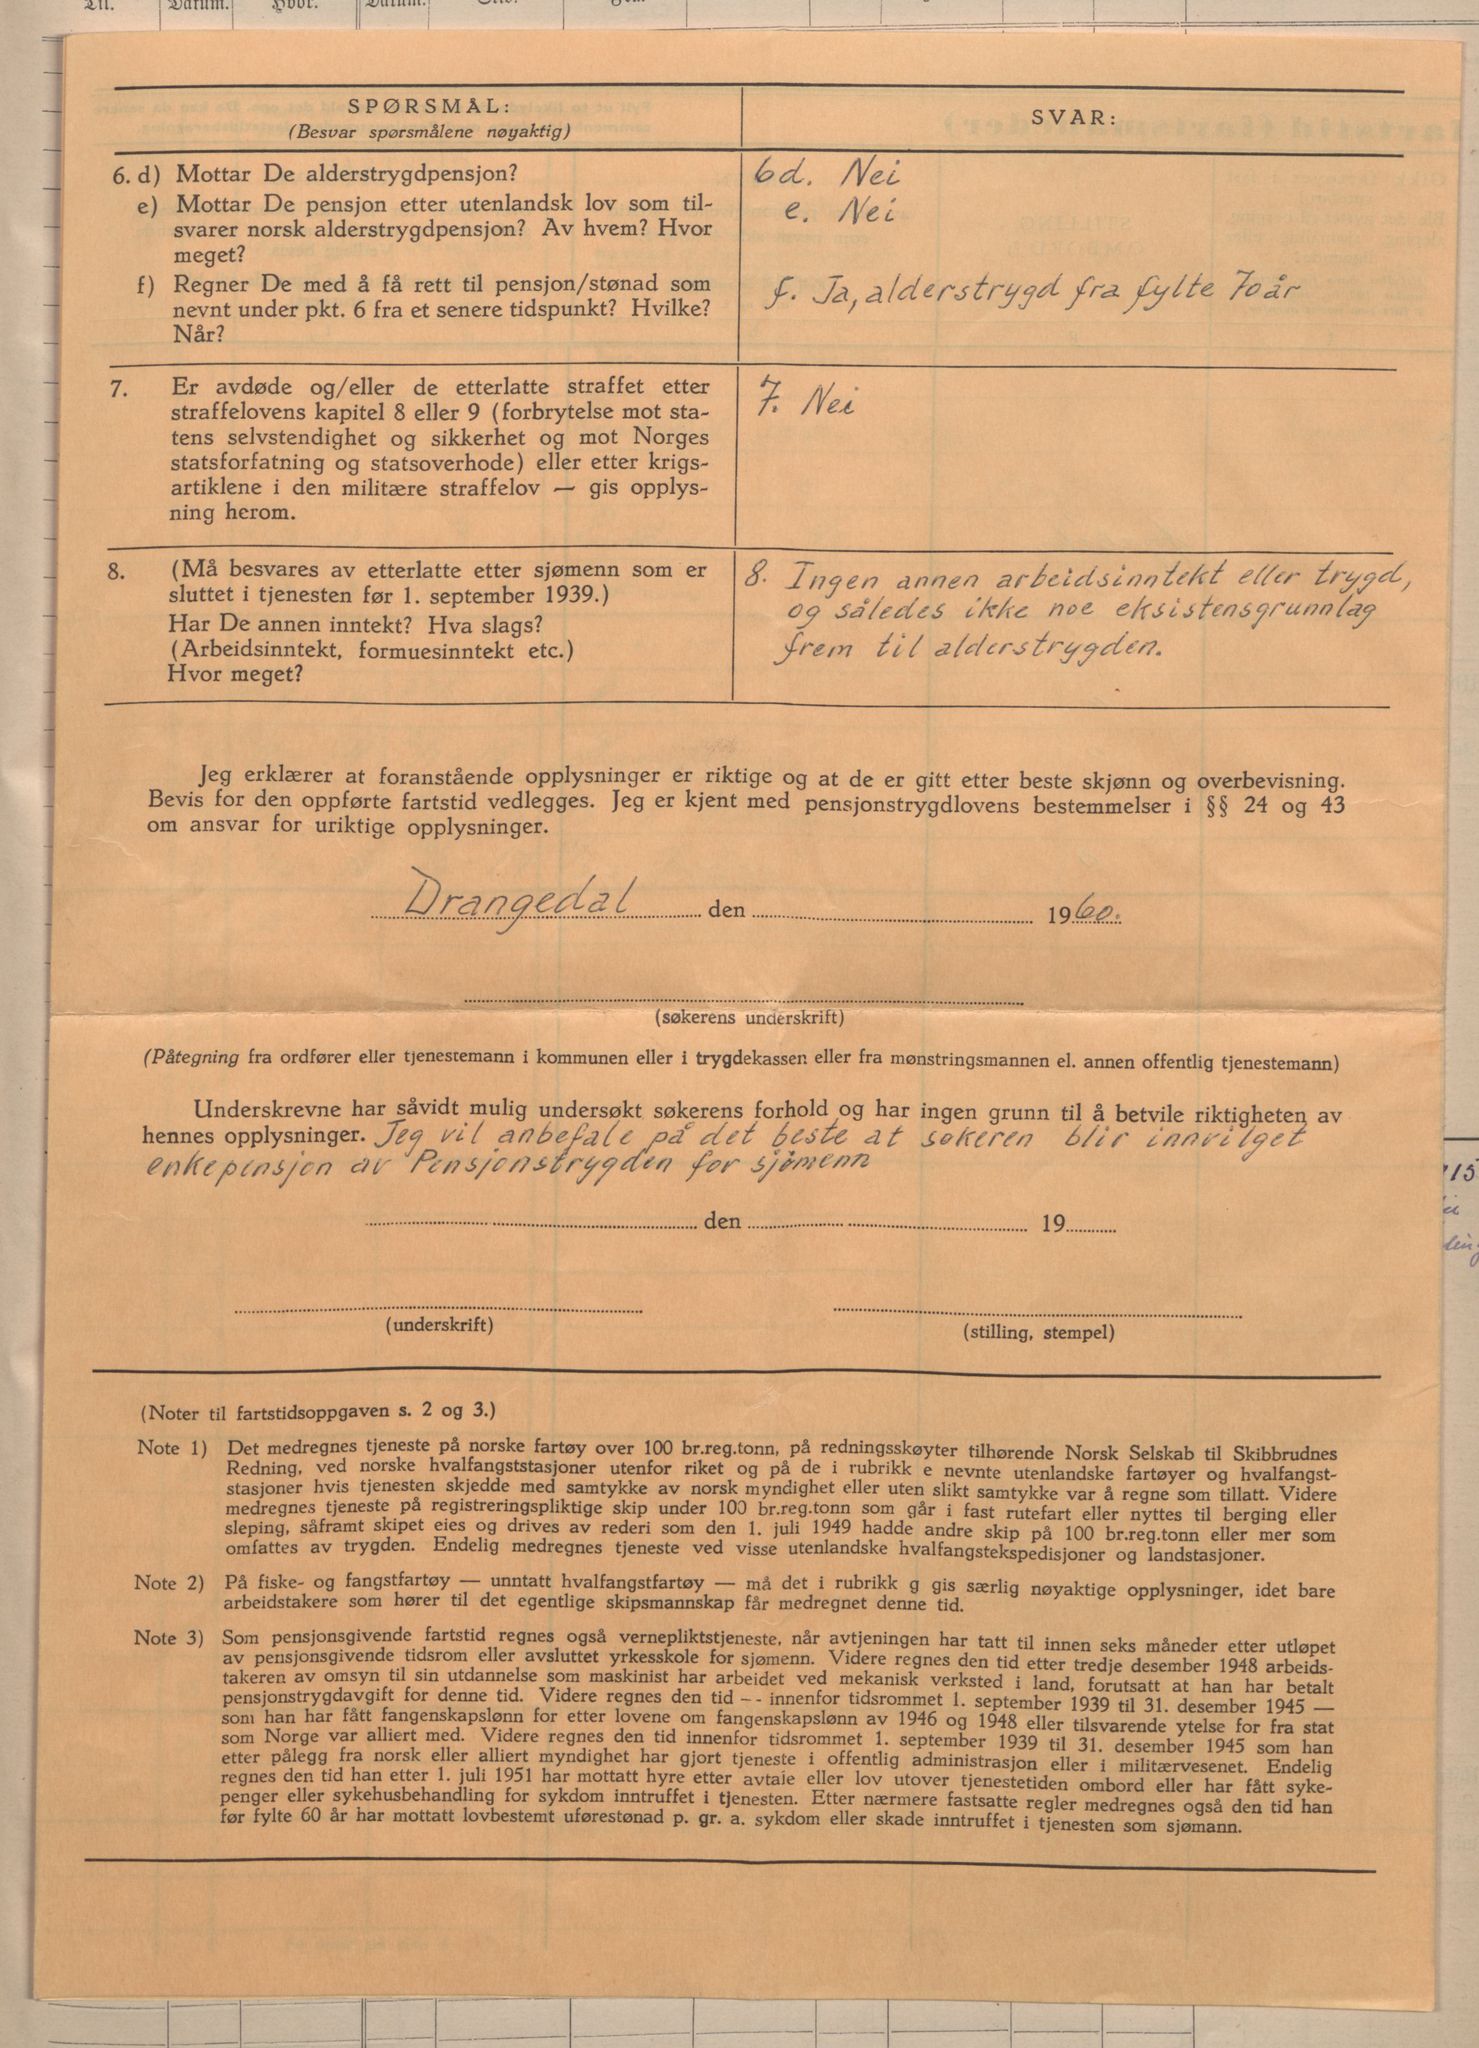 SPØRSMÅL:
(Besvar spørsmålene nøyaktig)
SVAR:
6. d) Mottar De alderstrygdpensjon?
e) Mottar De pensjon etter utenlandsk lov som til-
svarer norsk alderstrygdpensjon? Av hvem? Hvor
meget?
f) Regner De med å få rett til pensjon/stønad som
nevnt under pkt. 6 fra et senere tidspunkt? Hvilke?
Når?
6d. Nei
e. Nei
f. Ja, alderstrygd fra fylte 70 år
7. Er avdøde og/eller de etterlatte straffet etter
straffelovens kapitel 8 eller 9 (forbrytelse mot sta-
tens selvstendighet og sikkerhet og mot Norges
statsforfatning og statsoverhode) eller etter krigs-
artiklene i den militære straffelov — gis opplys-
ning herom.
7. Nei
8. (Må besvares av etterlatte etter sjømenn som er
sluttet i tjenesten før 1. september 1939.)
Har De annen inntekt? Hva slags?
(Arbeidsinntekt, formuesinntekt etc.)
Hvor meget?
8. Ingen annen arbeidsinntekt eller trygd,
og således ikke noe eksistensgrunnlag
frem til alderstrygden.
Jeg erklærer at foranstående opplysninger er riktige og at de er gitt etter beste skjønn og overbevisning.
Bevis for den oppførte fartstid vedlegges. Jeg er kjent med pensjonstrygdlovens bestemmelser i §§ 24 og 43
om ansvar for uriktige opplysninger.
Drangedal den 1960.
(søkerens underskrift)
(Påtegning fra ordfører eller tjenestemann i kommunen eller i trygdekassen eller fra mønstringsmannen el. annen offentlig tjenestemann)
Underskrevne har såvidt mulig undersøkt søkerens forhold og har ingen grunn til å betvile riktigheten av
hennes opplysninger. Jeg vil anbefale på det beste at søkeren blir innvilget
enkepensjon av Pensjonstrygden for sjømenn
den 19
(underskrift)
(stilling, stempel)
(Noter til fartstidsoppgaven s. 2 og 3.)
Note 1) Det medregnes tjeneste på norske fartøy over 100 br.reg.tonn, på redningsskøyter tilhørende Norsk Selskab til Skibbrudnes
Redning, ved norske hvalfangststasjoner utenfor riket og på de i rubrikk e nevnte utenlandske fartøyer og hvalfangst-
stasjoner hvis tjenesten skjedde med samtykke av norsk myndighet eller uten slikt samtykke var å regne som tillatt. Videre
medregnes tjeneste på registreringspliktige skip under 100 br.reg.tonn som går i fast rutefart eller nyttes til berging eller
sleping, såframt skipet eies og drives av rederi som den 1. juli 1949 hadde andre skip på 100 br.reg.tonn eller mer som
omfattes av trygden. Endelig medregnes tjeneste ved visse utenlandske hvalfangstekspedisjoner og landstasjoner.
Note 2) På fiske- og fangstfartøy — unntatt hvalfangstfartøy — må det i rubrikk g gis særlig nøyaktige opplysninger, idet bare
arbeidstakere som hører til det egentlige skipsmannskap får medregnet denne tid.
Note 3) Som pensjonsgivende fartstid regnes også vernepliktstjeneste, når avtjeningen har tatt til innen seks måneder etter utløpet
av pensjonsgivende tidsrom eller avsluttet yrkesskole for sjømenn. Videre regnes den tid etter tredje desember 1948 arbeids-
takeren av omsyn til sin utdannelse som maskinist har arbeidet ved mekanisk verksted i land, forutsatt at han har betalt
pensjonstrygdavgift for denne tid. Videre regnes den tid -- innenfor tidsrommet 1. september 1939 til 31. desember 1945 —
som han har fått fangenskapslønn for etter lovene om fangenskapslønn av 1946 og 1948 eller tilsvarende ytelse for fra stat
som Norge var alliert med. Videre regnes den tid innenfor tidsrommet 1. september 1939 til 31. desember 1945 som han
etter pålegg fra norsk eller alliert myndighet har gjort tjeneste i offentlig administrasjon eller i militærvesenet. Endelig
regnes den tid han etter 1. juli 1951 har mottatt hyre etter avtale eller lov utover tjenestetiden ombord eller har fått syke-
penger eller sykehusbehandling for sykdom inntruffet i tjenesten. Etter nærmere fastsatte regler medregnes også den tid han
før fylte 60 år har mottatt lovbestemt uførestønad p. gr. a. sykdom eller skade inntruffet i tjenesten som sjømann.